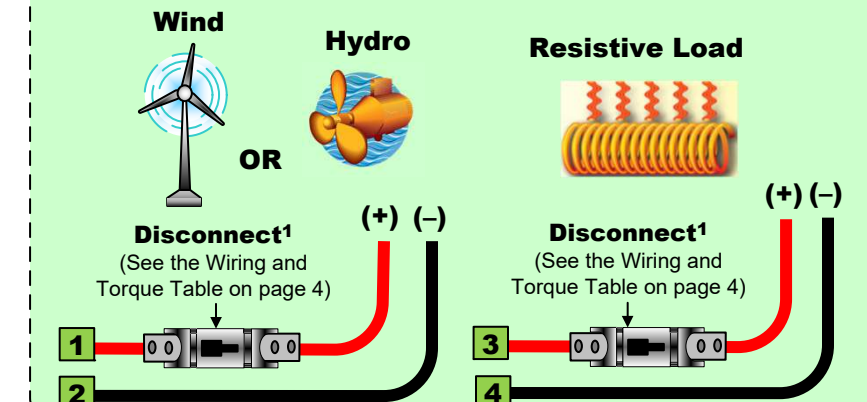 Wind
OR
Hydro
(+) (–)
Disconnect¹
(See the Wiring and
Torque Table on page 4)
1
2
Resistive Load
(+) (–)
Disconnect¹
(See the Wiring and
Torque Table on page 4)
3
4